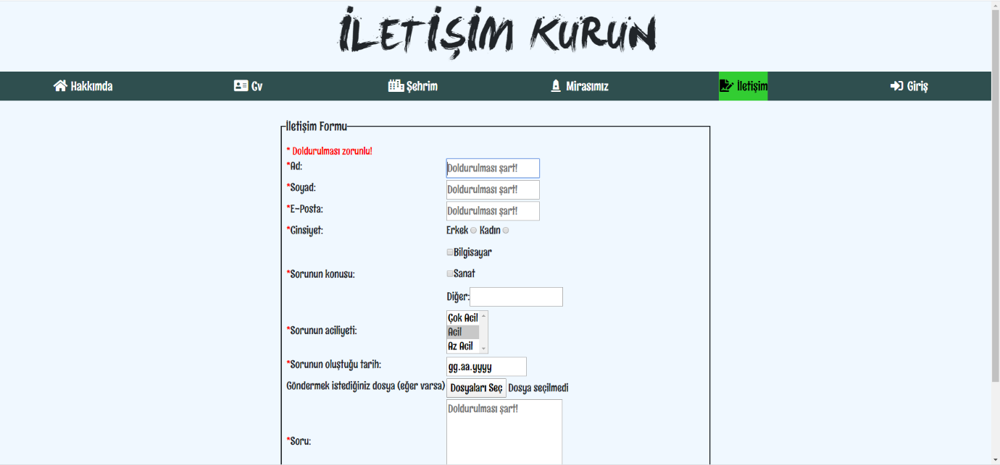 İLETİŞİM KURUN
Hakkımda Cv Şehrim Mirasımız İletişim Giriş
İletişim Formu
* Doldurulması zorunlu!
*Ad: Doldurulması şart!
*Soyad: Doldurulması şart!
*E-Posta: Doldurulması şart!
*Cinsiyet: Erkek Kadın
Bilgisayar
*Sorunun konusu: Sanat
Diğer:
Çok Acil
*Sorunun aciliyeti: Acil
Az Acil
*Sorunun oluştuğu tarih: gg.aa.yyyy
Göndermek istediğiniz dosya (eğer varsa) Dosyaları Seç Dosya seçilmedi
Doldurulması şart!
*Soru: